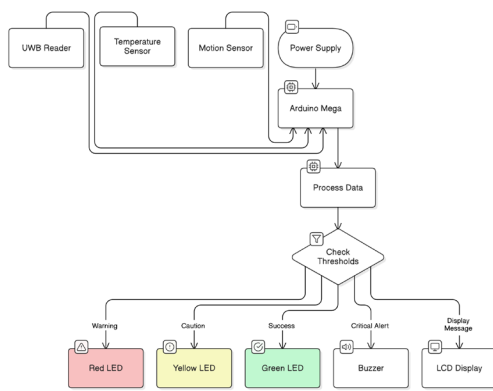 UWB Reader
Temperature
Sensor
Motion Sensor
Power Supply
Arduino Mega
Process Data
Check
Thresholds
Warning
Caution
Success
Critical Alert
Display
Message
Red LED
Yellow LED
Green LED
Buzzer
LCD Display